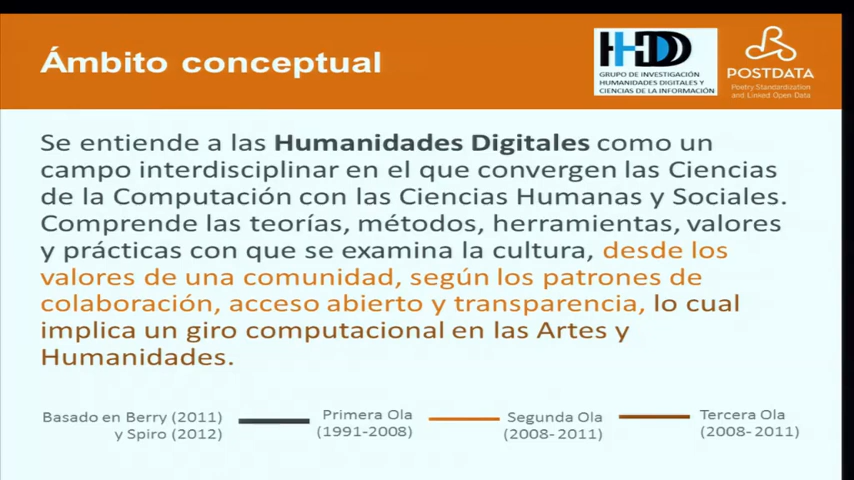 Ámbito conceptual
HHDD
GRUPO DE INVESTIGACIÓN
HUMANIDADES DIGITALES Y
CIENCIAS DE LA INFORMACIÓN
POSTDATA
Poetry Standardization
and Linked Open Data
Se entiende a las Humanidades Digitales como un
campo interdisciplinar en el que convergen las Ciencias
de la Computación con las Ciencias Humanas y Sociales.
Comprende las teorías, métodos, herramientas, valores
y prácticas con que se examina la cultura, desde los
valores de una comunidad, según los patrones de
colaboración, acceso abierto y transparencia, lo cual
implica un giro computacional en las Artes y
Humanidades.
Basado en Berry (2011)
y Spiro (2012)
Primera Ola
(1991-2008)
Segunda Ola
(2008-2011)
Tercera Ola
(2008-2011)